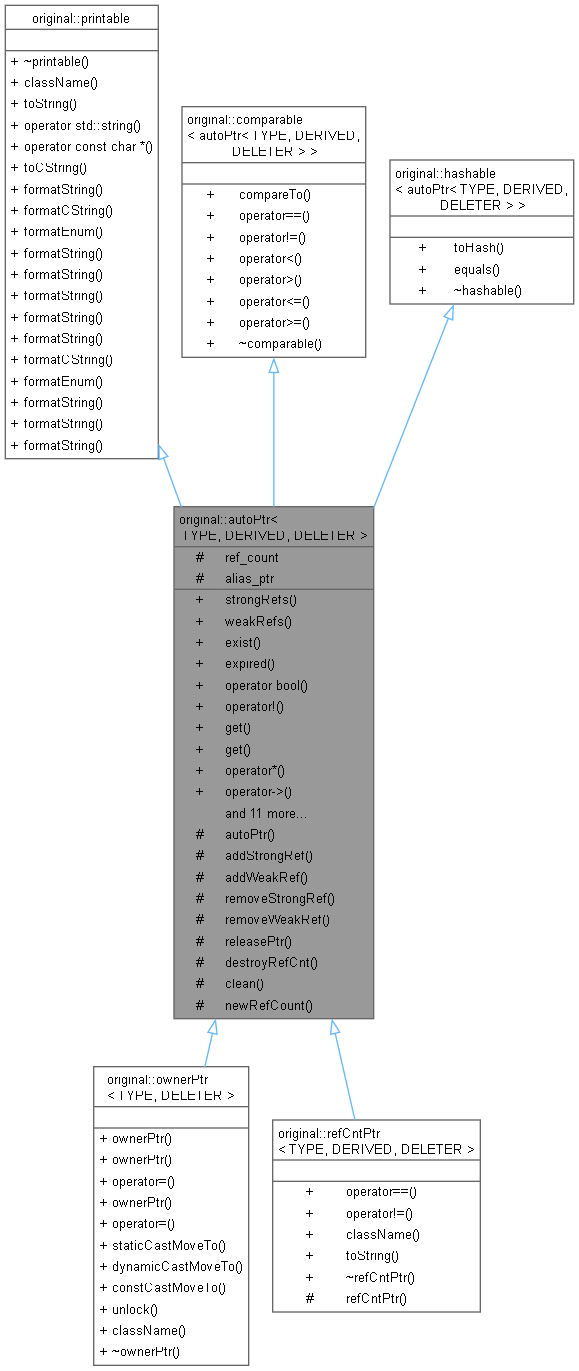 original::printable
+ ~printable()
+ className()
+ toString()
+ operator std::string()
+ operator const char *()
+ toCString()
+ formatString()
+ formatCString()
+ formatEnum()
+ formatString()
+ formatString()
+ formatString()
+ formatString()
+ formatString()
+ formatCString()
+ formatEnum()
+ formatString()
+ formatString()
+ formatString()
original::comparable
< autoPtr< TYPE, DERIVED,
DELETER > >
+ compareTo()
+ operator==()
+ operator!=()
+ operator<()
+ operator>()
+ operator<=()
+ operator>=()
+ ~comparable()
original::hashable
< autoPtr< TYPE, DERIVED,
DELETER > >
+ toHash()
+ equals()
+ ~hashable()
original::autoPtr<
TYPE, DERIVED, DELETER >
# ref_count
# alias_ptr
+ strongRefs()
+ weakRefs()
+ exist()
+ expired()
+ operator bool()
+ operator!()
+ get()
+ get()
+ operator*()
+ operator->()
and 11 more...
# autoPtr()
# addStrongRef()
# addWeakRef()
# removeStrongRef()
# removeWeakRef()
# releasePtr()
# destroyRefCnt()
# clean()
# newRefCount()
original::ownerPtr
< TYPE, DELETER >
+ ownerPtr()
+ ownerPtr()
+ operator=()
+ ownerPtr()
+ operator=()
+ staticCastMoveTo()
+ dynamicCastMoveTo()
+ constCastMoveTo()
+ unlock()
+ className()
+ ~ownerPtr()
original::refCntPtr
< TYPE, DERIVED, DELETER >
+ operator==()
+ operator!=()
+ className()
+ toString()
+ ~refCntPtr()
# refCntPtr()